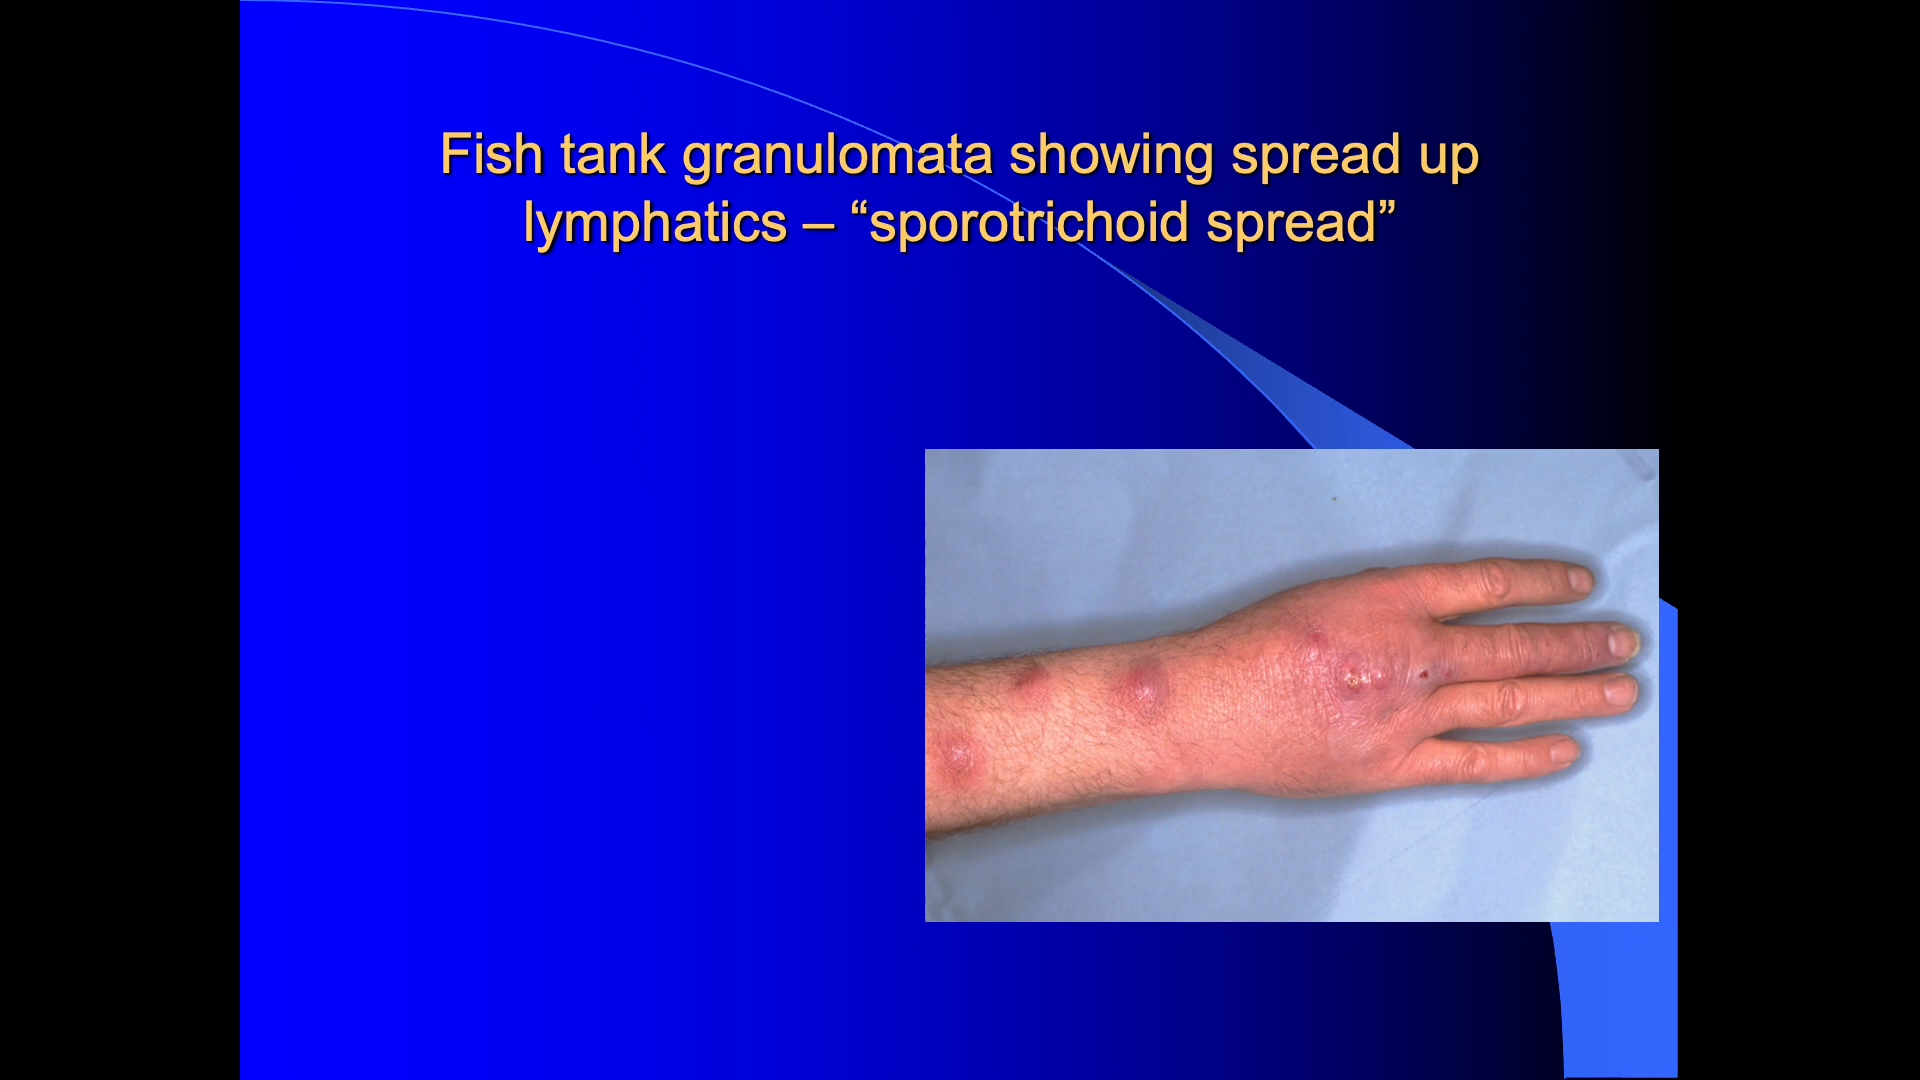 Fish tank granulomata showing spread up
lymphatics – “sporotrichoid spread”